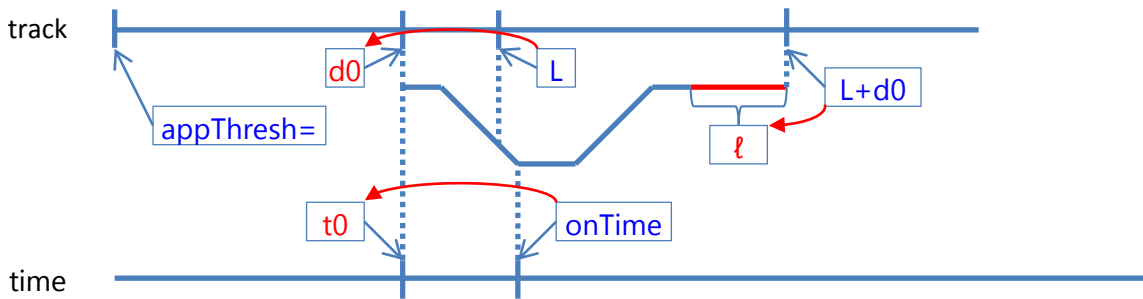 track
d0
L
L+d0
appThresh=
ℓ
t0
onTime
time